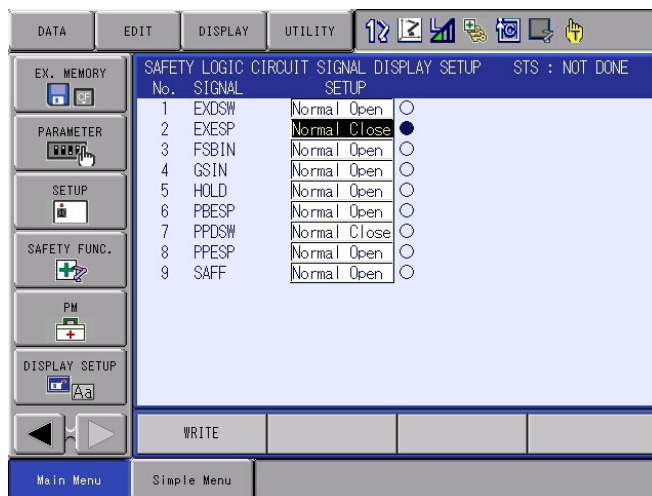 DATA EDIT DISPLAY UTILITY 12
EX. MEMORY
CF
PARAMETER
SETUP
SAFETY FUNC.
PM
DISPLAY SETUP
Aa
SAFETY LOGIC CIRCUIT SIGNAL DISPLAY SETUP STS : NOT DONE
No. SIGNAL SETUP
1 EXDSW Normal Open
2 EXESP Normal Close
3 FSBIN Normal Open
4 GSIN Normal Open
5 HOLD Normal Open
6 PBESP Normal Open
7 PPDSW Normal Close
8 PPESP Normal Open
9 SAFF Normal Open
WRITE
Main Menu Simple Menu